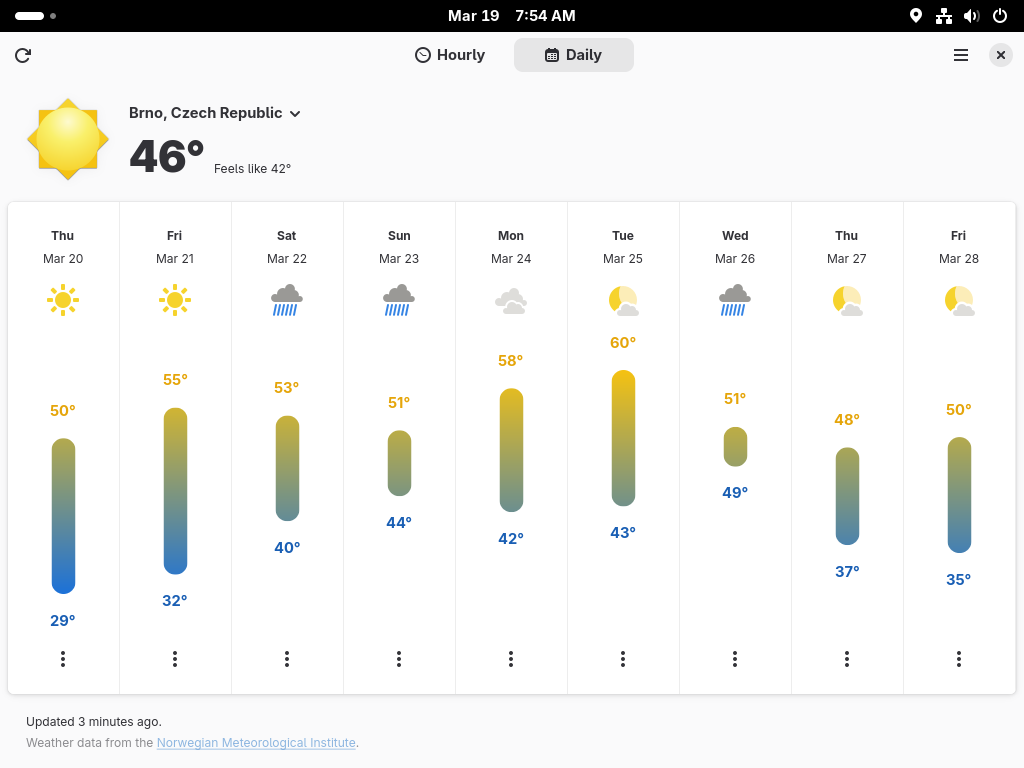 Mar 19 7:54 AM
Hourly Daily
Brno, Czech Republic
46° Feels like 42°
Thu Fri Sat Sun Mon Tue Wed Thu Fri
Mar 20 Mar 21 Mar 22 Mar 23 Mar 24 Mar 25 Mar 26 Mar 27 Mar 28
50° 55° 53° 51° 58° 60° 51° 48° 50°
29° 32° 40° 44° 42° 43° 49° 37° 35°
Updated 3 minutes ago.
Weather data from the Norwegian Meteorological Institute.